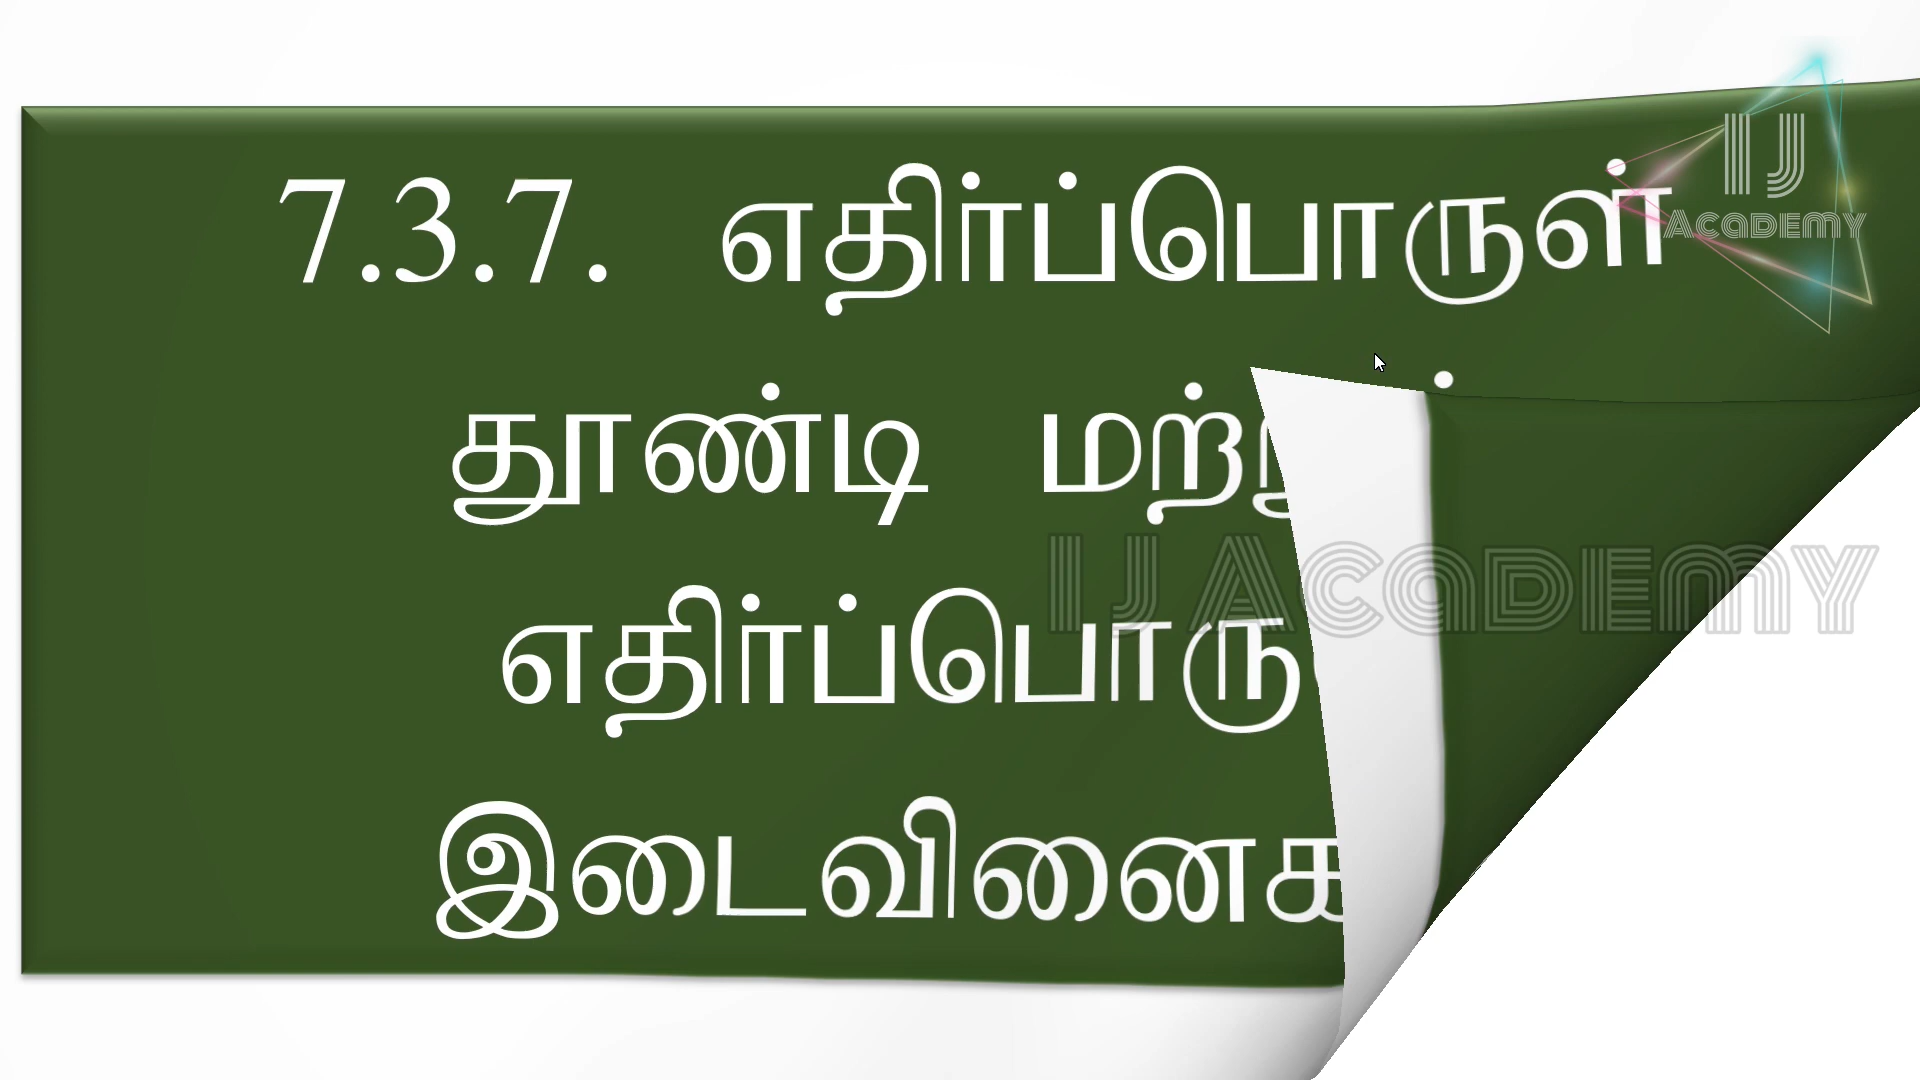 7.3.7. எதிர்ப்பொருள்
தூண்டி
எதிர்ப்பொரு
இடைவினைக
IJ
ACADEMY
IJ ACADEMY